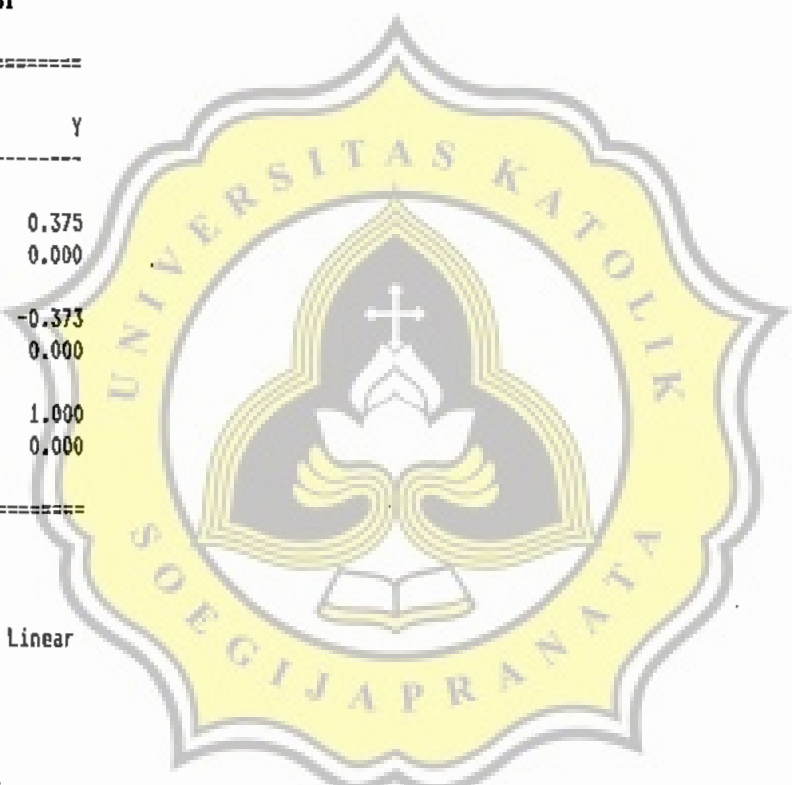 ========
Y
--------
0.375
0.000
-0.373
0.000
1.000
0.000
========
Linear
UNIVERSITAS KATOLIK
SOEGIJAPRANATA